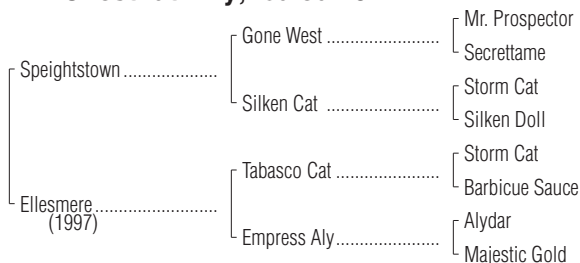 Mr. Prospector
Gone West
Secrettame
Speightstown
Storm Cat
Silken Cat
Silken Doll
Storm Cat
Tabasco Cat
Barbicue Sauce
Ellesmere
(1997)
Alydar
Empress Aly
Majestic Gold